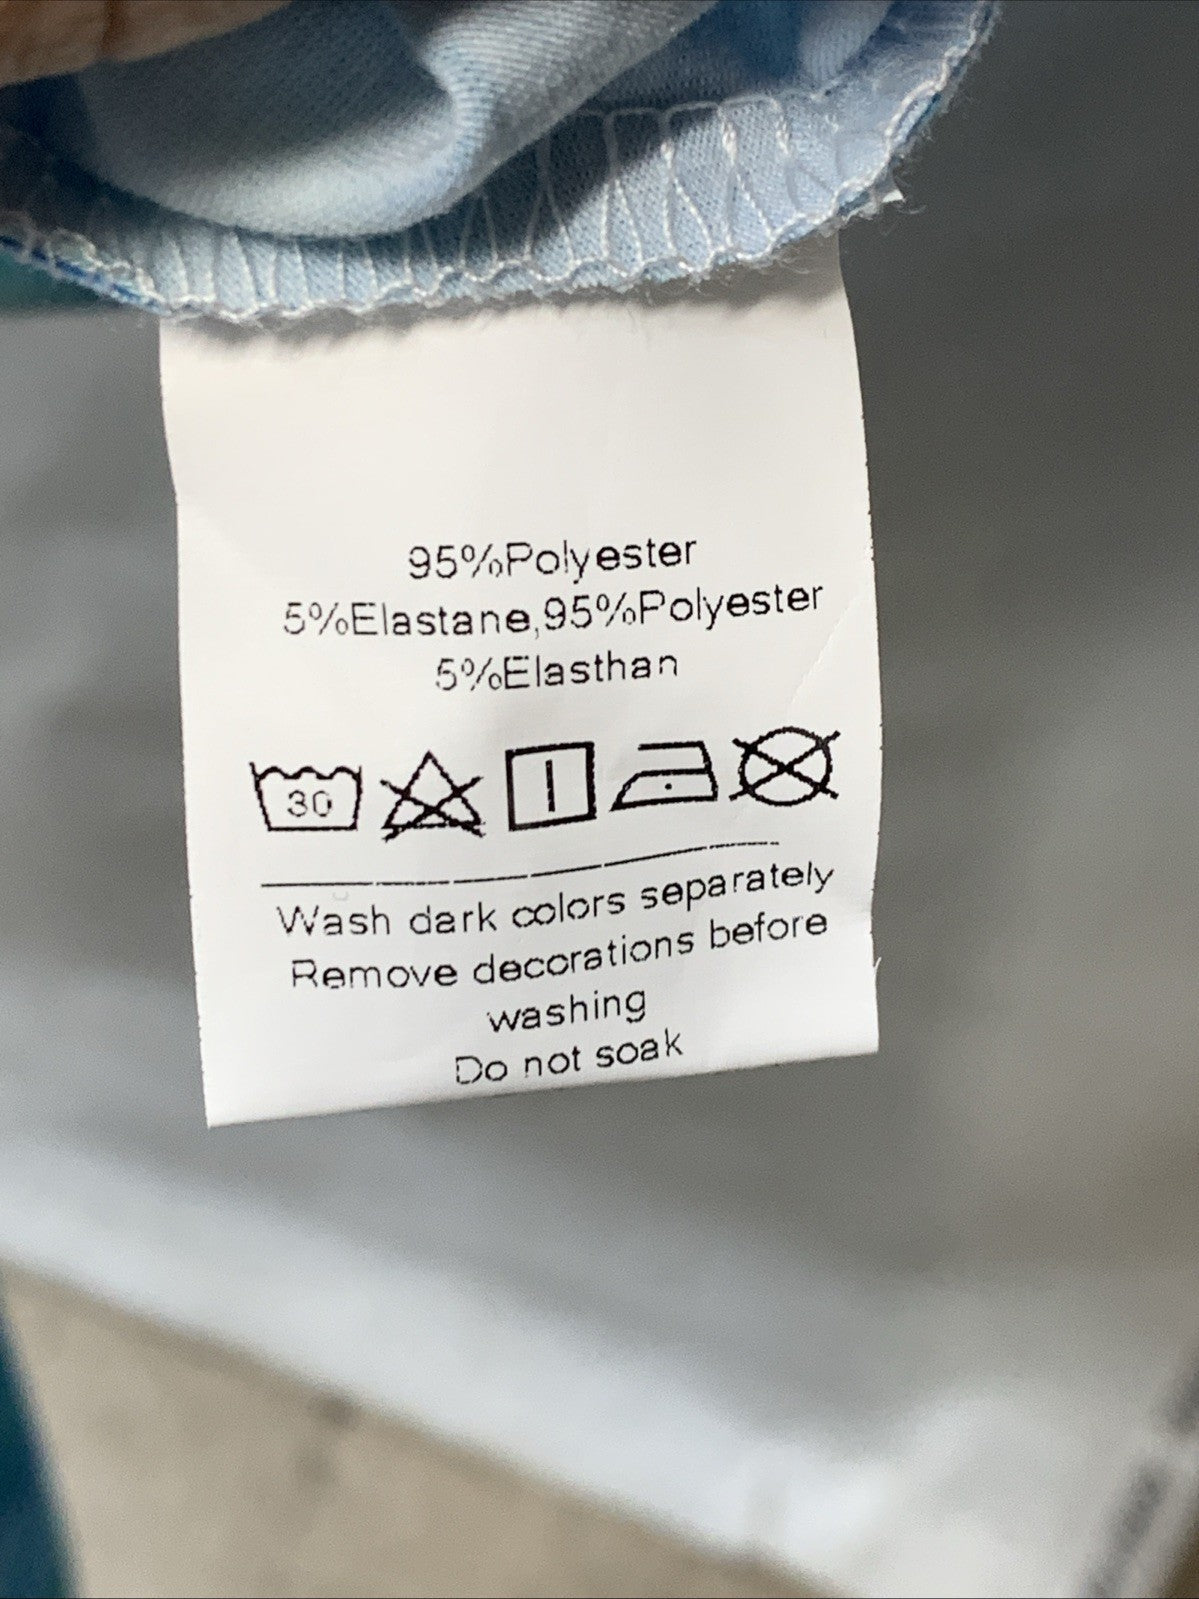 95%Polyester
5%Elastane,95%Polyester
5%Elasthan
30
Wash dark colors separately
Remove decorations before
washing
Do not soak